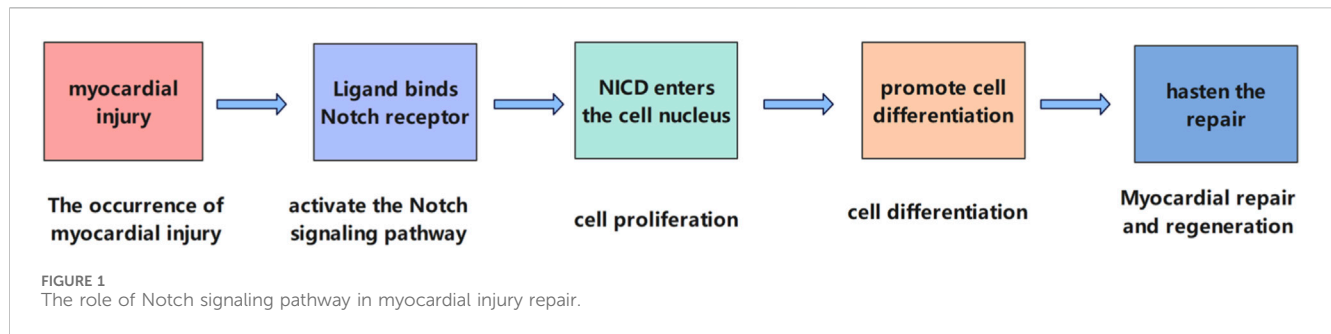 myocardial
injury
Ligand binds
Notch receptor
NICD enters
the cell nucleus
promote cell
differentiation
hasten the
repair
The occurrence of
myocardial injury
activate the Notch
signaling pathway
cell proliferation
cell differentiation
Myocardial repair
and regeneration
FIGURE 1
The role of Notch signaling pathway in myocardial injury repair.